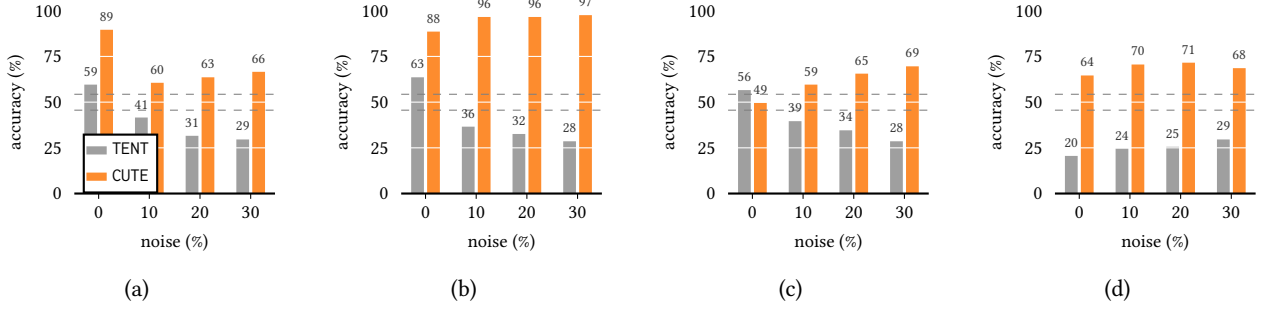 100
75
50
25
0
accuracy (%)
89
59
60
41
63
31
66
29
TENT
CUTE
0 10 20 30
noise (%)
(a)
100
75
50
25
0
accuracy (%)
88
63
96
36
96
32
97
28
0 10 20 30
noise (%)
(b)
100
75
50
25
0
accuracy (%)
56
49
59
39
65
34
69
28
0 10 20 30
noise (%)
(c)
100
75
50
25
0
accuracy (%)
64
20
70
24
71
25
68
29
0 10 20 30
noise (%)
(d)